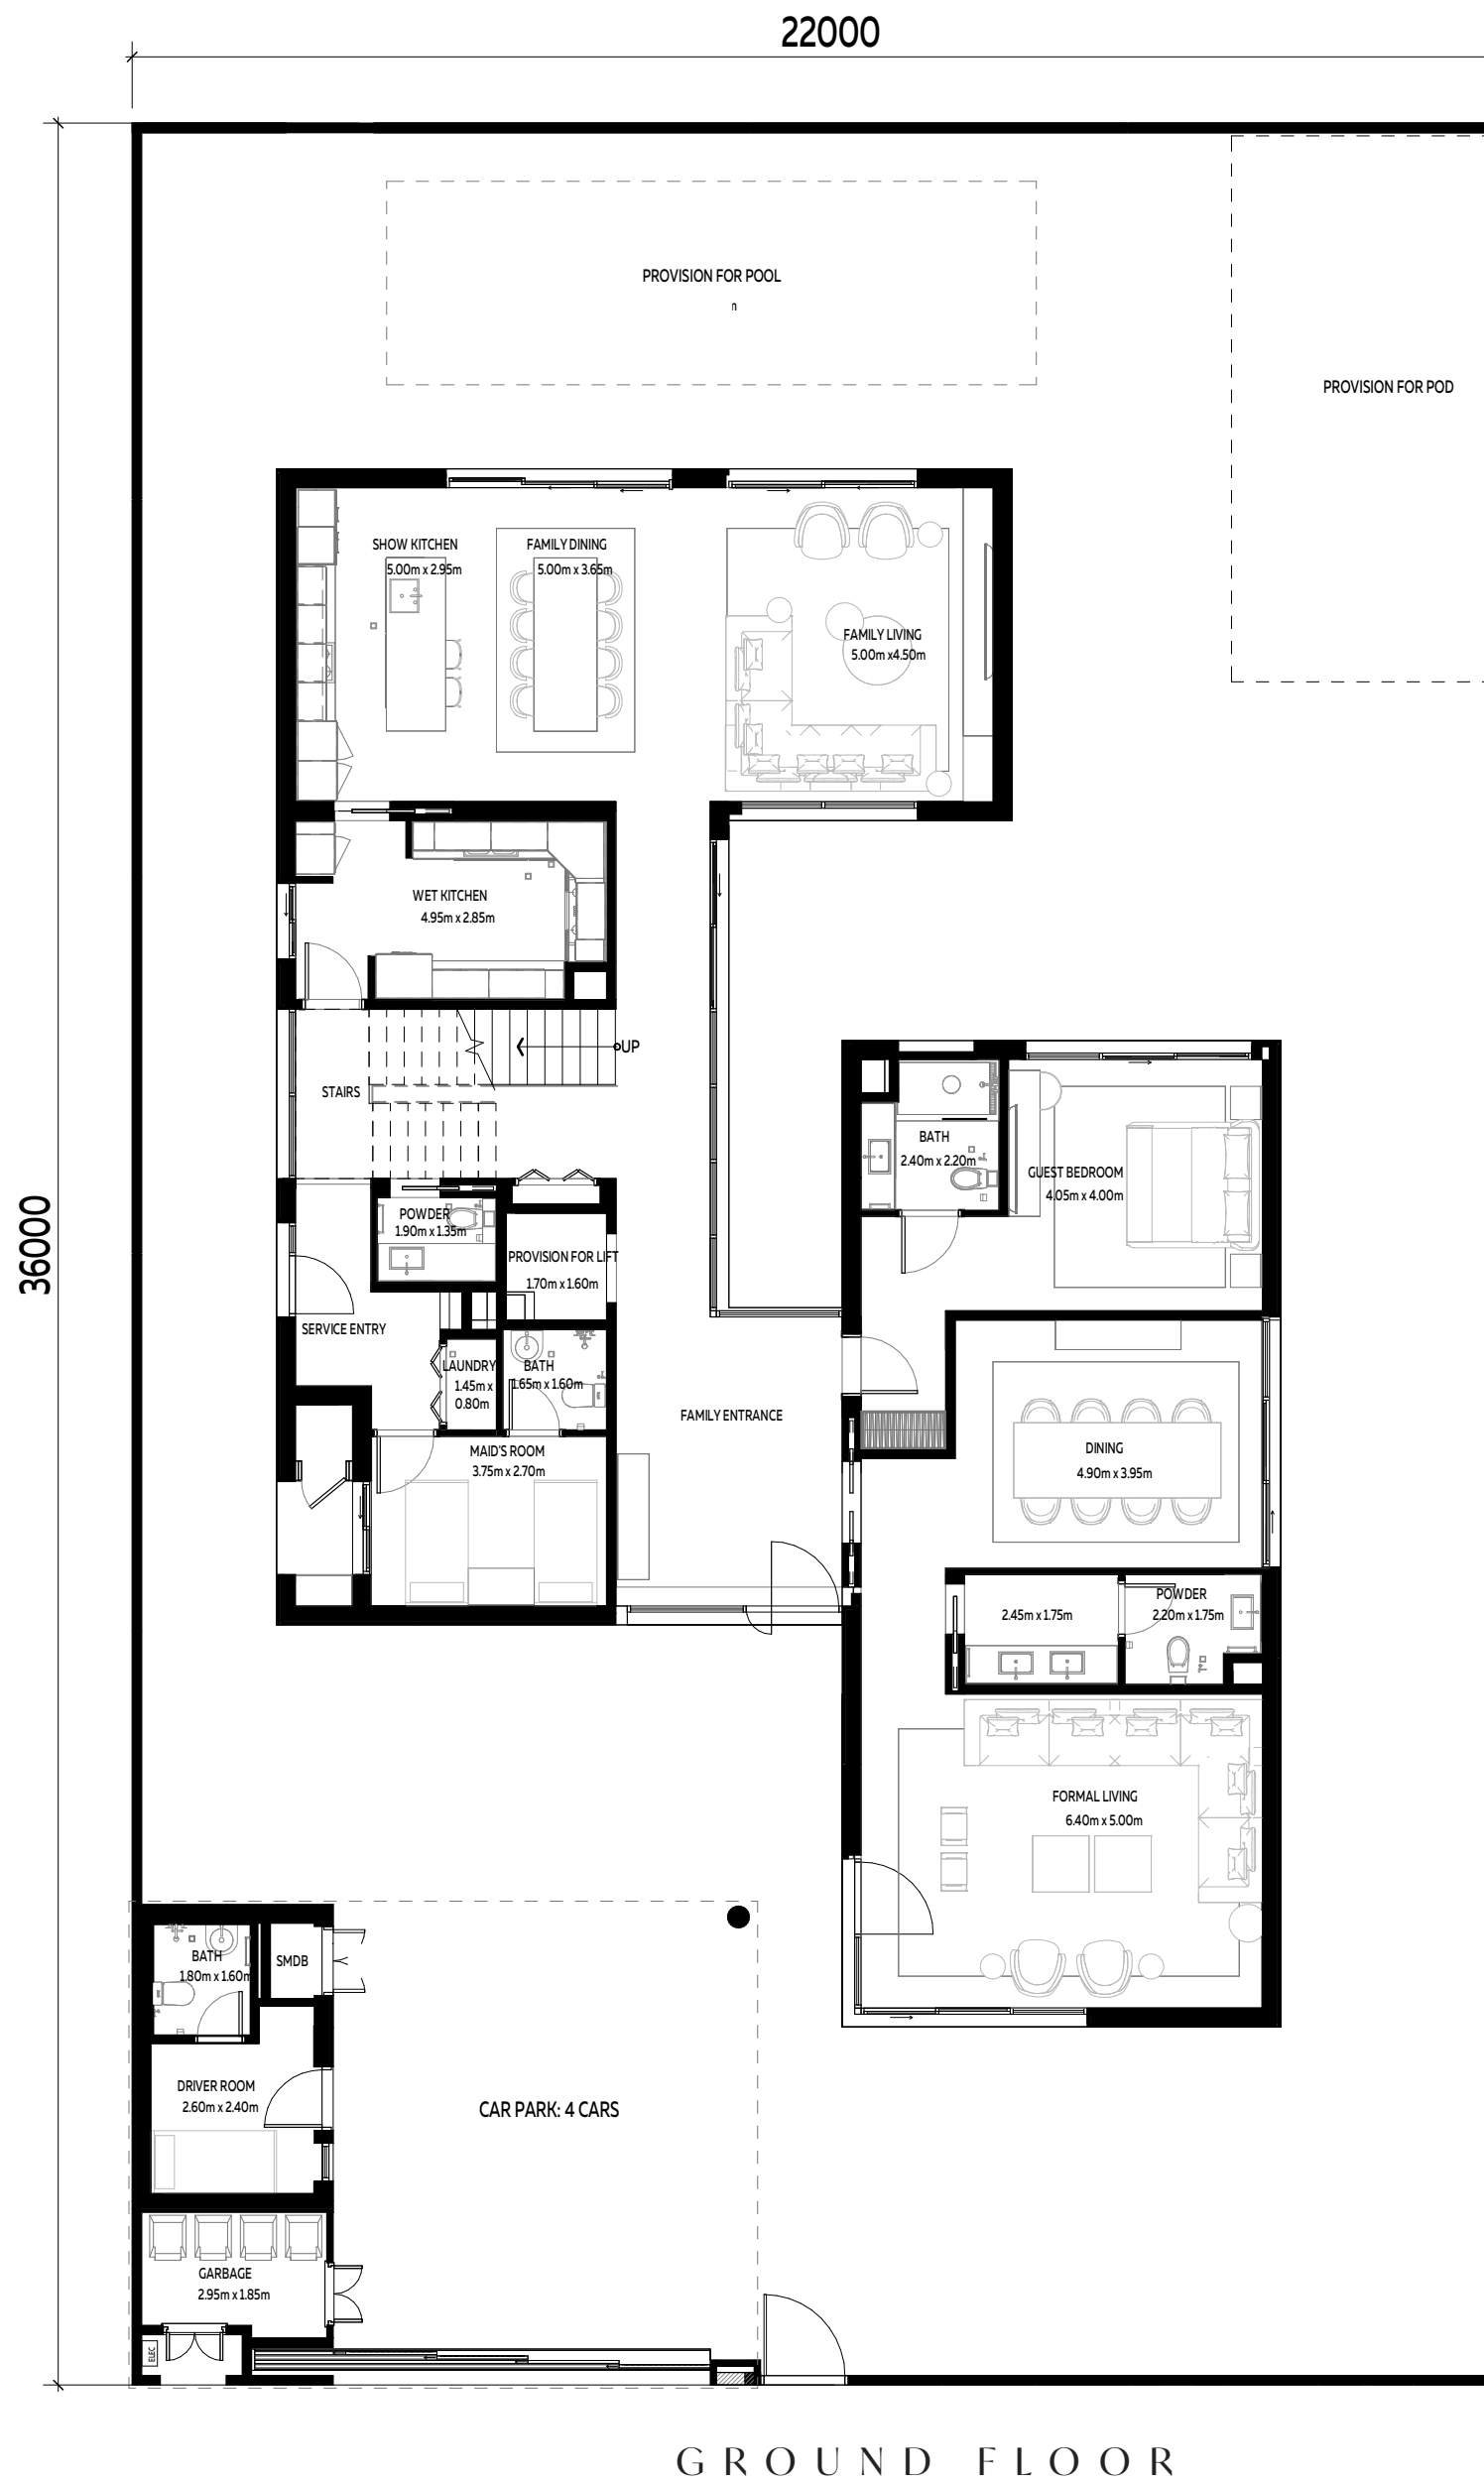 22000
36000
PROVISION FOR POOL
PROVISION FOR POD
SHOW KITCHEN
5.00m x 2.95m
FAMILY DINING
5.00m x 3.65m
FAMILY LIVING
5.00m x4.50m
WET KITCHEN
4.95m x 2.85m
UP
STAIRS
BATH
2.40m x 2.20m
GUEST BEDROOM
4.05m x 4.00m
POWDER
1.90m x 1.35m
PROVISION FOR LIFT
1.70m x 1.60m
SERVICE ENTRY
LAUNDRY
1.45m x
0.80m
BATH
1.65m x 1.60m
FAMILY ENTRANCE
MAID'S ROOM
3.75m x 2.70m
DINING
4.90m x 3.95m
2.45m x 1.75m
POWDER
2.20m x 1.75m
FORMAL LIVING
6.40m x 5.00m
BATH
1.80m x 1.60m
SMDB
DRIVER ROOM
2.60m x 2.40m
CAR PARK: 4 CARS
GARBAGE
2.95m x 1.85m
ELEC
GROUND FLOOR